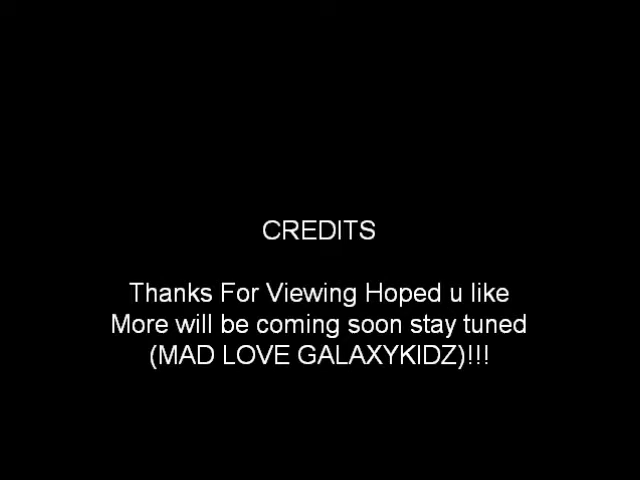 CREDITS
Thanks For Viewing Hoped u like
More will be coming soon stay tuned
(MAD LOVE GALAXYKIDZ)!!!